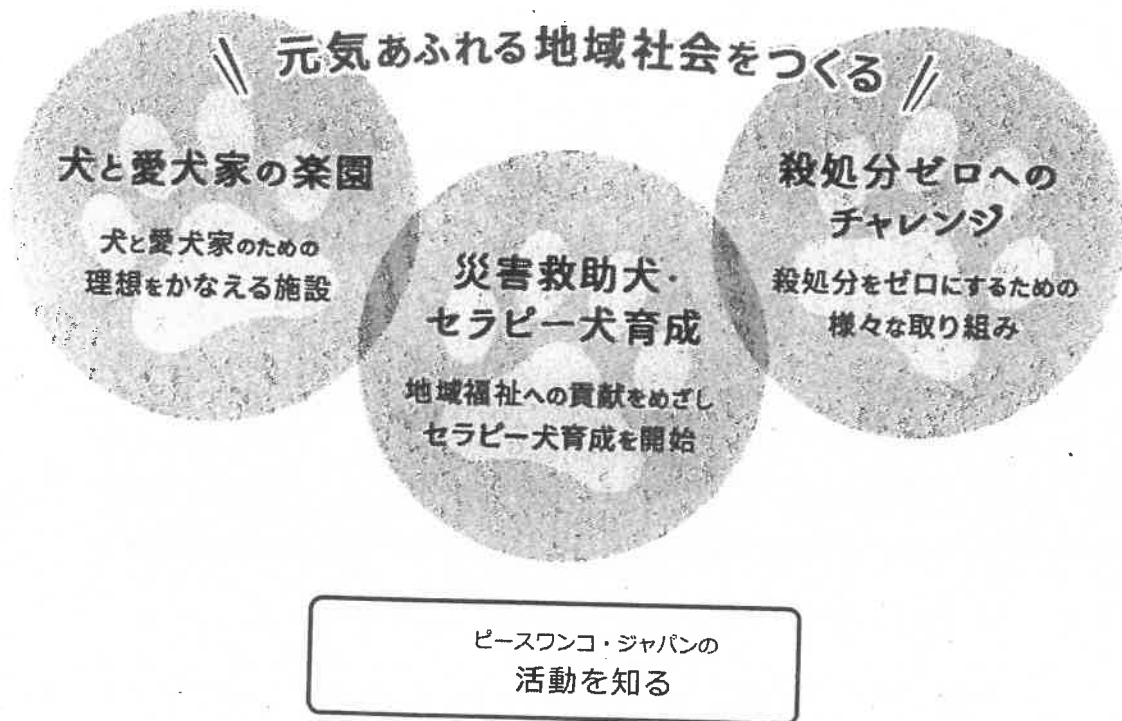 元気あふれる地域社会をつくる
犬と愛犬家の楽園
犬と愛犬家のための
理想をかなえる施設
災害救助犬・
セラピー犬育成
地域福祉への貢献をめざし
セラピー犬育成を開始
殺処分ゼロへの
チャレンジ
殺処分をゼロにするための
様々な取り組み
ピースワンコ・ジャパンの
活動を知る